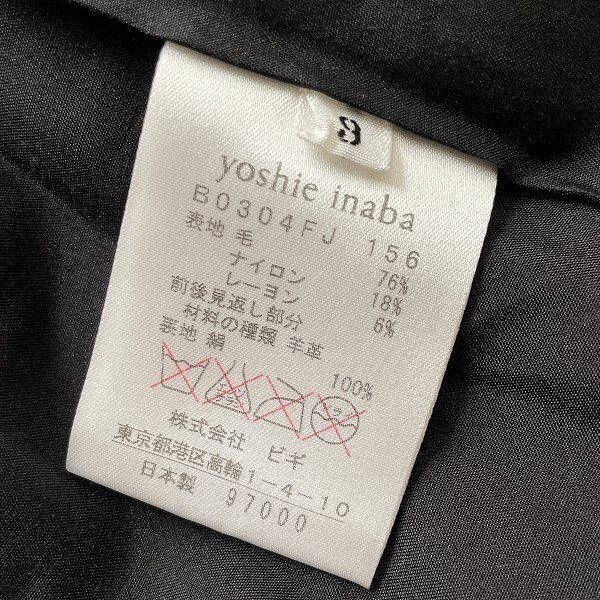 9
yoshie inaba
B0304FJ 156
表地 毛 76%
ナイロン 18%
レーヨン 6%
前後見返し部分
材料の種類 羊革
裏地 絹 100%
株式会社 ビギ
東京都港区高輪1-4-10
日本製 97000